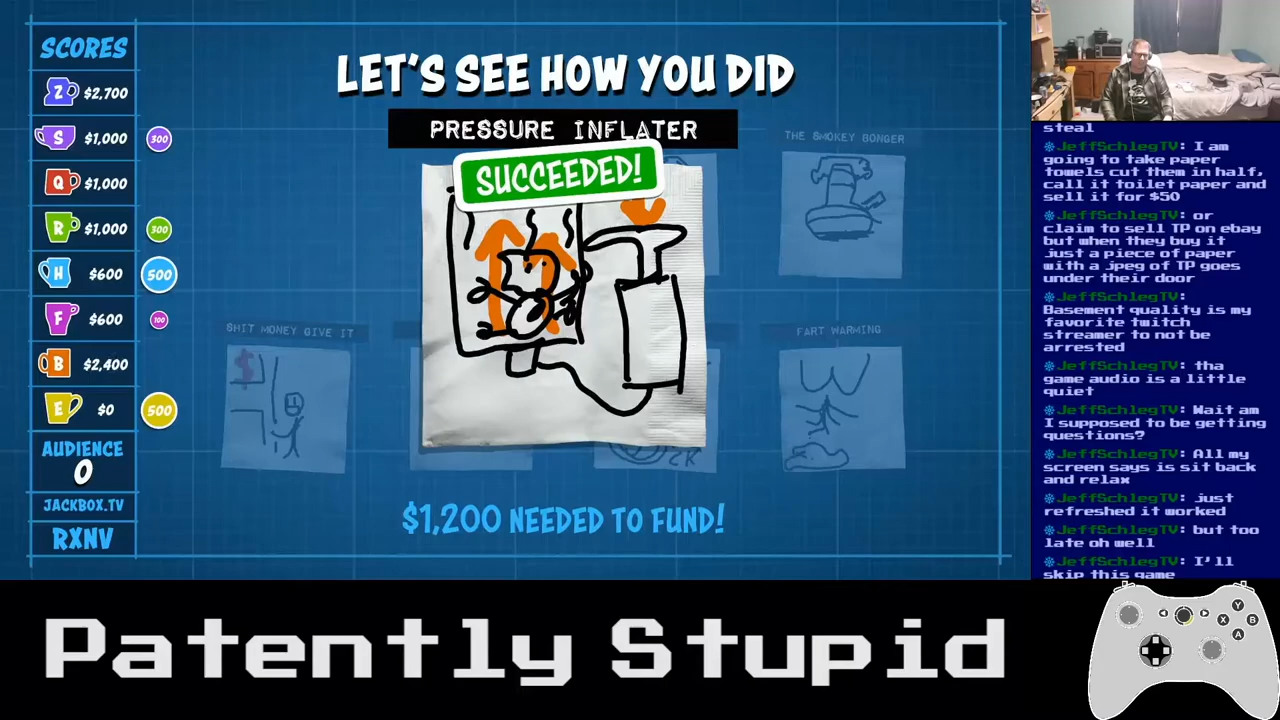 SCORES
Z $2,700
S $1,000 300
Q $1,000
R $1,000 300
H $600 500
F $600 100
B $2,400
E $0 500
AUDIENCE
0
JACKBOX.TV
RXNV
LET'S SEE HOW YOU DID
PRESSURE INFLATER
SUCCEEDED!
THE SMOKEY BONGER
SHIT MONEY GIVE IT
$
FART WARMING
$1,200 NEEDED TO FUND!
steal
JeffSchlegTV: I am
going to take paper
towels cut them in half,
call it toilet paper and
sell it for $50
JeffSchlegTV: or
claim to sell TP on ebay
but when they buy it
just a piece of paper
with a jpeg of TP goes
under their door
JeffSchlegTV:
Basement quality is my
favorite twitch
streamer to not be
arrested
JeffSchlegTV: tha
game audio is a little
quiet
JeffSchlegTV: Wait am
I supposed to be getting
questions?
JeffSchlegTV: All my
screen says is sit back
and relax
JeffSchlegTV: just
refreshed it worked
JeffSchlegTV: but too
late oh well
JeffSchlegTV: I'll
skip this game
Patently Stupid
Y
X B
A